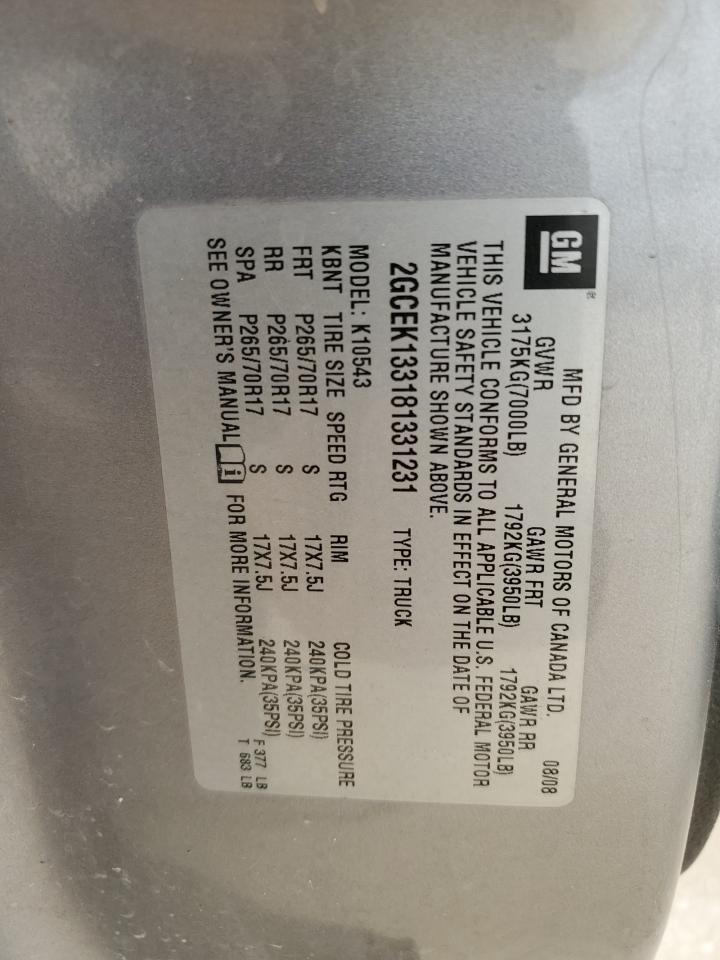 GM ®
MFD BY GENERAL MOTORS OF CANADA LTD. 08/08
GVWR GAWR FRT GAWR RR
3175KG(7000LB) 1792KG(3950LB) 1792KG(3950LB)
THIS VEHICLE CONFORMS TO ALL APPLICABLE U.S. FEDERAL MOTOR
VEHICLE SAFETY STANDARDS IN EFFECT ON THE DATE OF
MANUFACTURE SHOWN ABOVE.
2GCEK133181331231 TYPE: TRUCK
MODEL: K10543
KBNT TIRE SIZE SPEED RTG RIM COLD TIRE PRESSURE
FRT P265/70R17 S 17X7.5J 240KPA(35PSI)
RR P265/70R17 S 17X7.5J 240KPA(35PSI)
SPA P265/70R17 S 17X7.5J 240KPA(35PSI) F 377 LB
SEE OWNER'S MANUAL i FOR MORE INFORMATION. T 683 LB